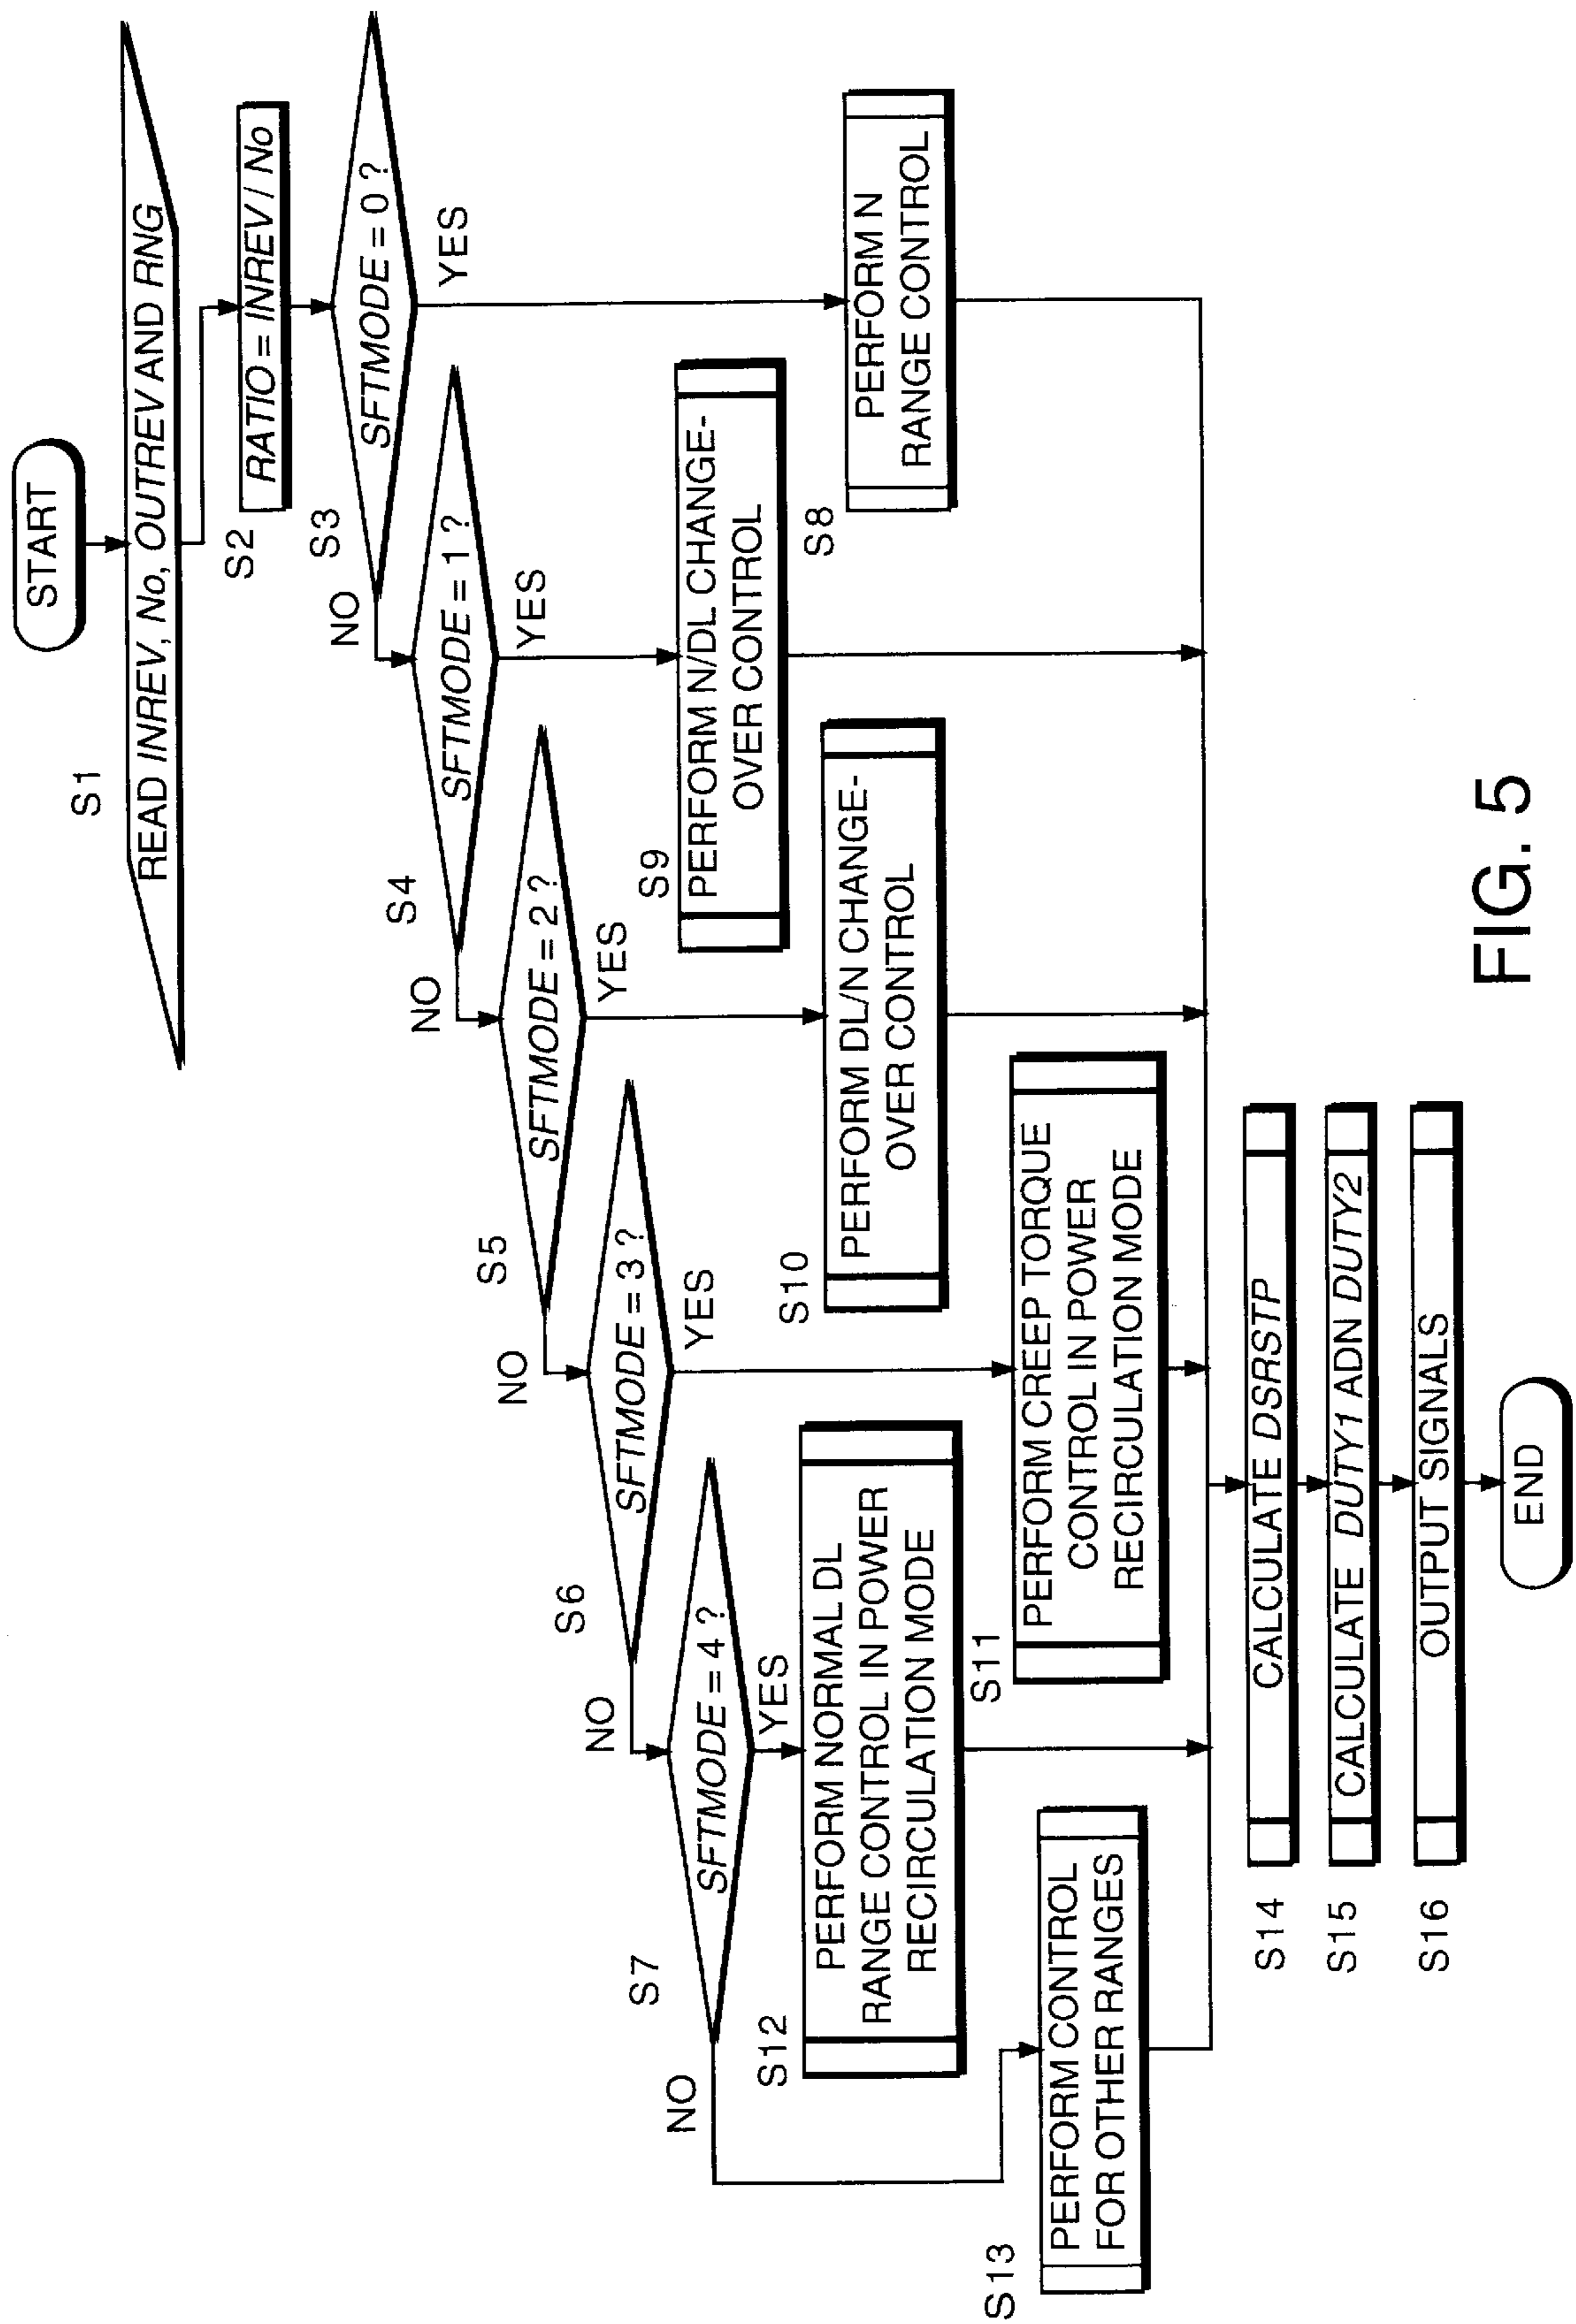 START
S1
READ INREV, No, OUTREV AND RNG
S2
RATIO = INREV / No
S3
SFTMODE = 0 ?
NO
YES
S4
SFTMODE = 1 ?
NO
YES
S5
SFTMODE = 2 ?
NO
YES
S6
SFTMODE = 3 ?
NO
YES
S7
SFTMODE = 4 ?
NO
YES
S8
PERFORM N
RANGE CONTROL
S9
PERFORM N/DL CHANGE-
OVER CONTROL
S10
PERFORM DL/N CHANGE-
OVER CONTROL
S11
PERFORM CREEP TORQUE
CONTROL IN POWER
RECIRCULATION MODE
S12
PERFORM NORMAL DL
RANGE CONTROL IN POWER
RECIRCULATION MODE
S13
PERFORM CONTROL
FOR OTHER RANGES
S14
CALCULATE DSRSTP
S15
CALCULATE DUTY1 ADN DUTY2
S16
OUTPUT SIGNALS
END
FIG. 5